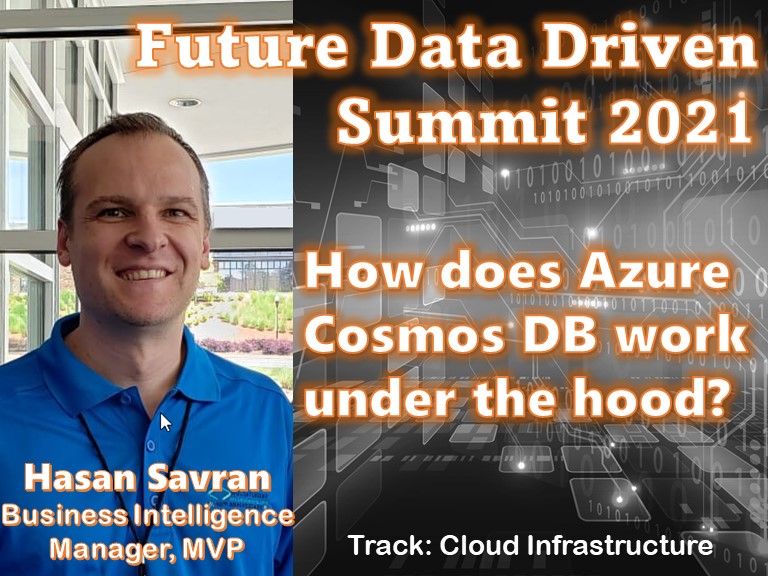 Future Data Driven
Summit 2021
How does Azure
Cosmos DB work
under the hood?
Hasan Savran
Business Intelligence
Manager, MVP
Track: Cloud Infrastructure